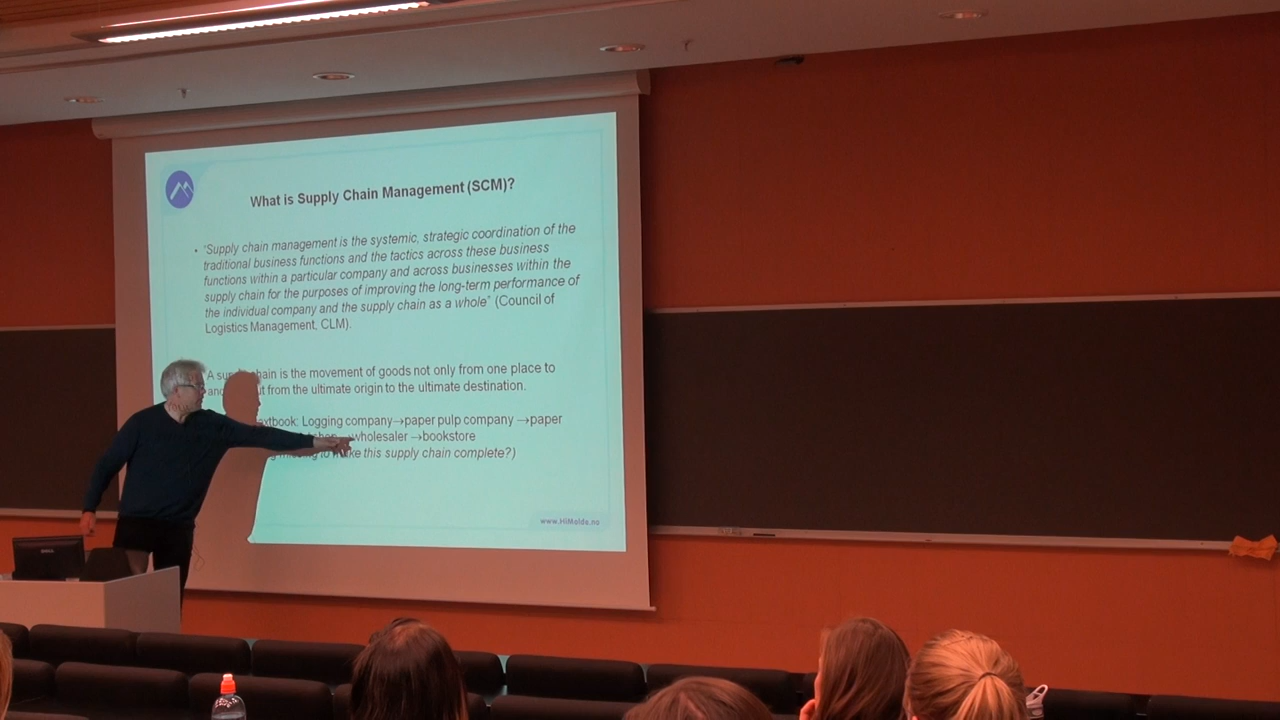 What is Supply Chain Management (SCM)?
• "Supply chain management is the systemic, strategic coordination of the
traditional business functions and the tactics across these business
functions within a particular company and across businesses within the
supply chain for the purposes of improving the long-term performance of
the individual company and the supply chain as a whole" (Council of
Logistics Management, CLM).
A chain is the movement of goods not only from one place to
from the ultimate origin to the ultimate destination.
Logging company→paper pulp company →paper
→wholesaler →bookstore
to make this supply chain complete?)
www.HiMolde.no